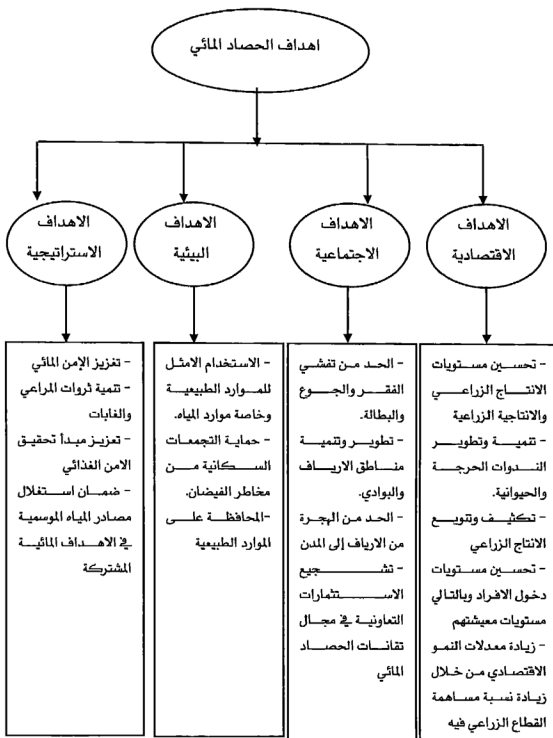 اهداف الحصاد المائي
الاهداف
الاقتصادية
الاهداف
الاجتماعية
الاهداف
البيئية
الاهداف
الاستراتيجية
- تحسين مستويات
الانتاج الزراعي
والانتاجية الزراعية
- تنمية وتطوير
الندوات الحرجة
والحيوانية.
- تكثيف وتنويع
الانتاج الزراعي
- تحسين مستويات
دخول الافراد وبالتالي
مستويات معيشتهم
- زيادة معدلات النمو
الاقتصادي من خلال
زيادة نسبة مساهمة
القطاع الزراعي فيه
- الحد من تفشي
الفقر والجوع
والبطالة.
- تطوير وتنمية
مناطق الارياف
والبوادي.
- الحد من الهجرة
من الارياف إلى المدن
- تشجيع
الاستثمارات
التعاونية في مجال
تقانات الحصاد
المائي
- الاستخدام الامثل
للموارد الطبيعية
وخاصة موارد المياه.
- حماية التجمعات
السكانية من
مخاطر الفيضان.
-المحافظة على
الموارد الطبيعية
- تغزيز الإمن المائي
- تنمية ثروات المراعي
والغابات
- تعزيز مبدأ تحقيق
الامن الغذائي
- ضمان استغلال
مصادر المياه الموسمية
في الاهداف المائية
المشتركة